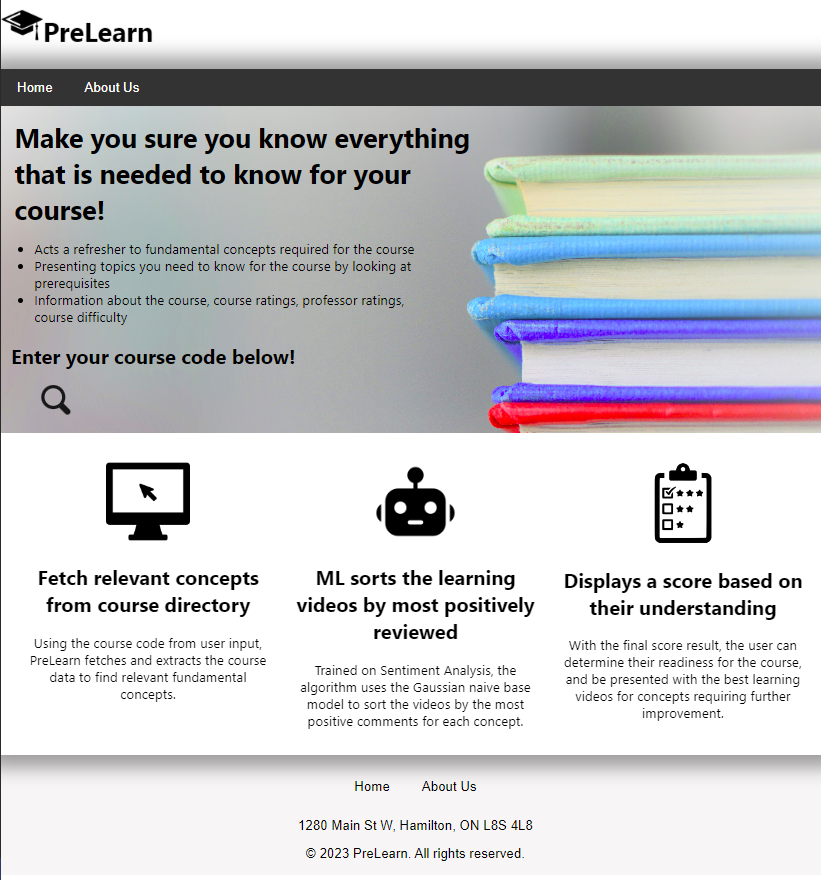 PreLearn
Home About Us
Make you sure you know everything
that is needed to know for your
course!
Acts a refresher to fundamental concepts required for the course
Presenting topics you need to know for the course by looking at
prerequisites
Information about the course, course ratings, professor ratings,
course difficulty
Enter your course code below!
Fetch relevant concepts
from course directory
Using the course code from user input,
PreLearn fetches and extracts the course
data to find relevant fundamental
concepts.
ML sorts the learning
videos by most positively
reviewed
Trained on Sentiment Analysis, the
algorithm uses the Gaussian naive base
model to sort the videos by the most
positive comments for each concept.
Displays a score based on
their understanding
With the final score result, the user can
determine their readiness for the course,
and be presented with the best learning
videos for concepts requiring further
improvement.
Home About Us
1280 Main St W, Hamilton, ON L8S 4L8
© 2023 PreLearn. All rights reserved.